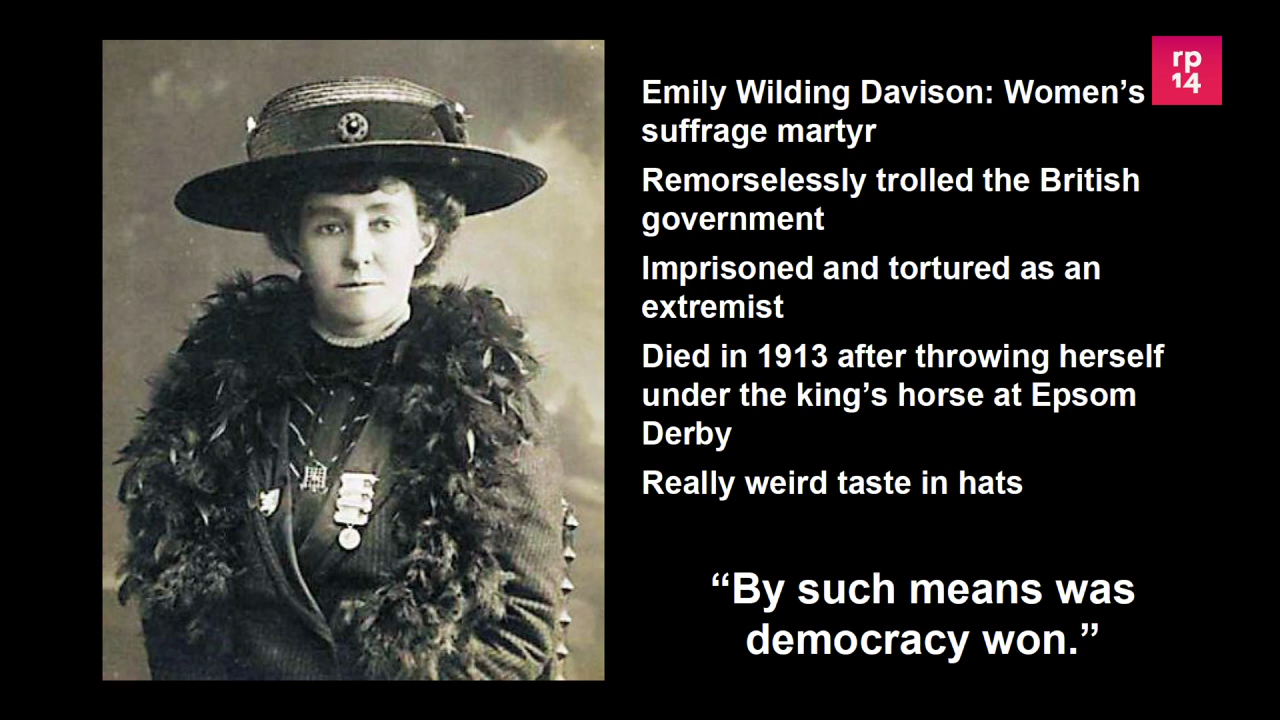 Emily Wilding Davison: Women’s
suffrage martyr
Remorselessly trolled the British
government
Imprisoned and tortured as an
extremist
Died in 1913 after throwing herself
under the king’s horse at Epsom
Derby
Really weird taste in hats
“By such means was
democracy won.”
rp
14